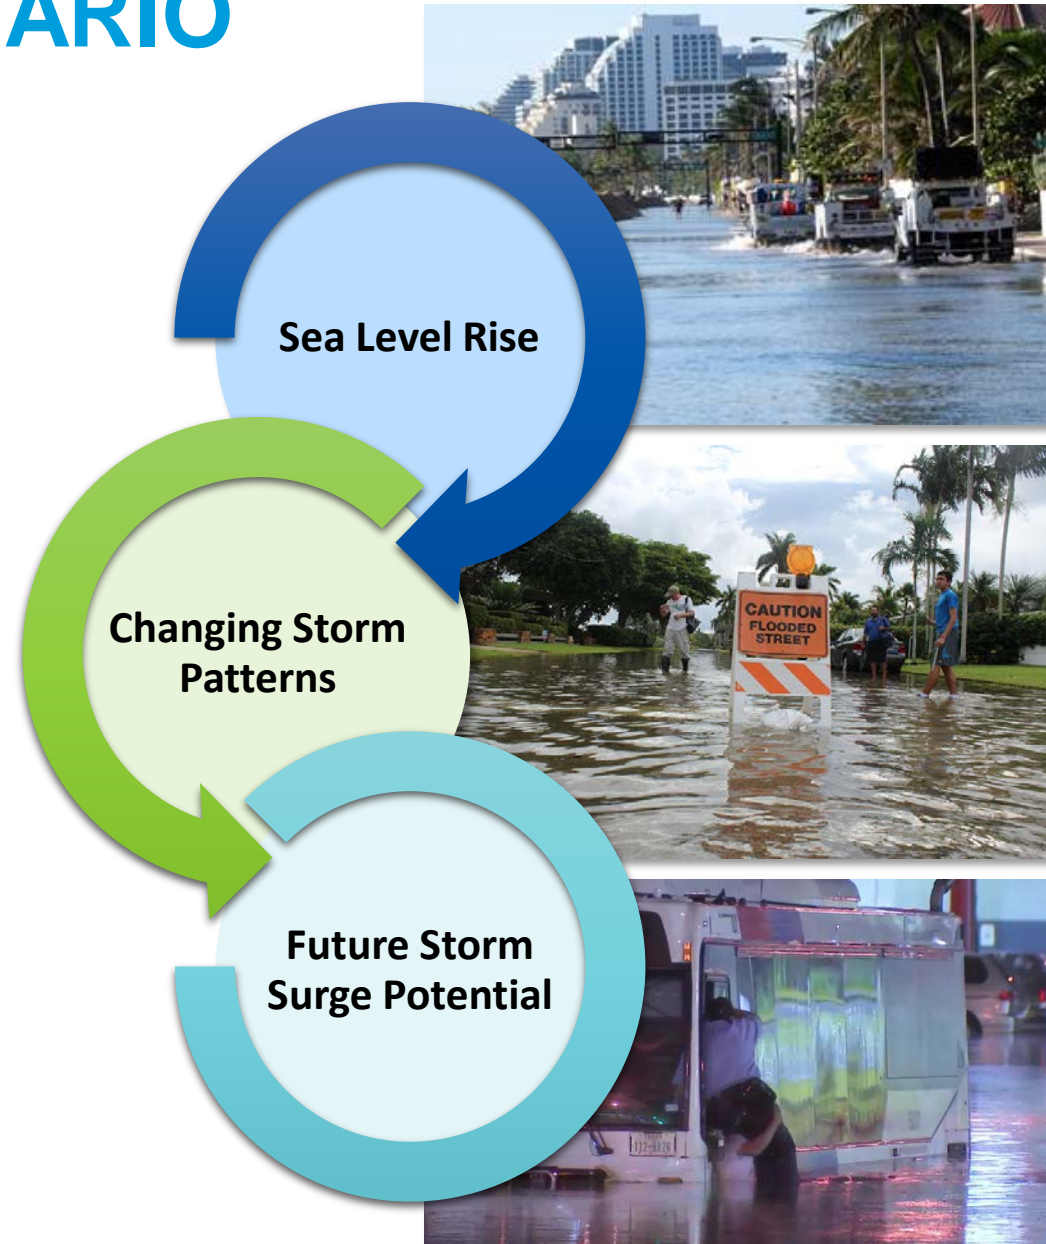 ARIO
Sea Level Rise
Changing Storm
Patterns
CAUTION
FLOODED
STREET
Future Storm
Surge Potential